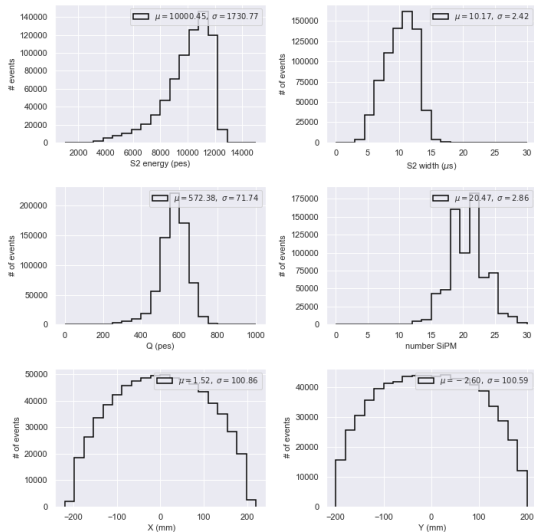 140000
120000
100000
80000
60000
40000
20000
0
# events
μ = 10000.45, σ = 1730.77
2000 4000 6000 8000 10000 12000 14000
S2 energy (pes)
150000
125000
100000
75000
50000
25000
0
# of events
μ = 10.17, σ = 2.42
0 5 10 15 20 25 30
S2 width (μs)
200000
150000
100000
50000
0
# of events
μ = 572.38, σ = 71.74
0 200 400 600 800 1000
Q (pes)
175000
150000
125000
100000
75000
50000
25000
0
# of events
μ = 20.47, σ = 2.86
0 5 10 15 20 25 30
number SiPM
50000
40000
30000
20000
10000
0
# of events
μ = 1.52, σ = 100.86
−200 −100 0 100 200
X (mm)
40000
30000
20000
10000
0
# of events
μ = −2.60, σ = 100.59
−200 −100 0 100 200
Y (mm)